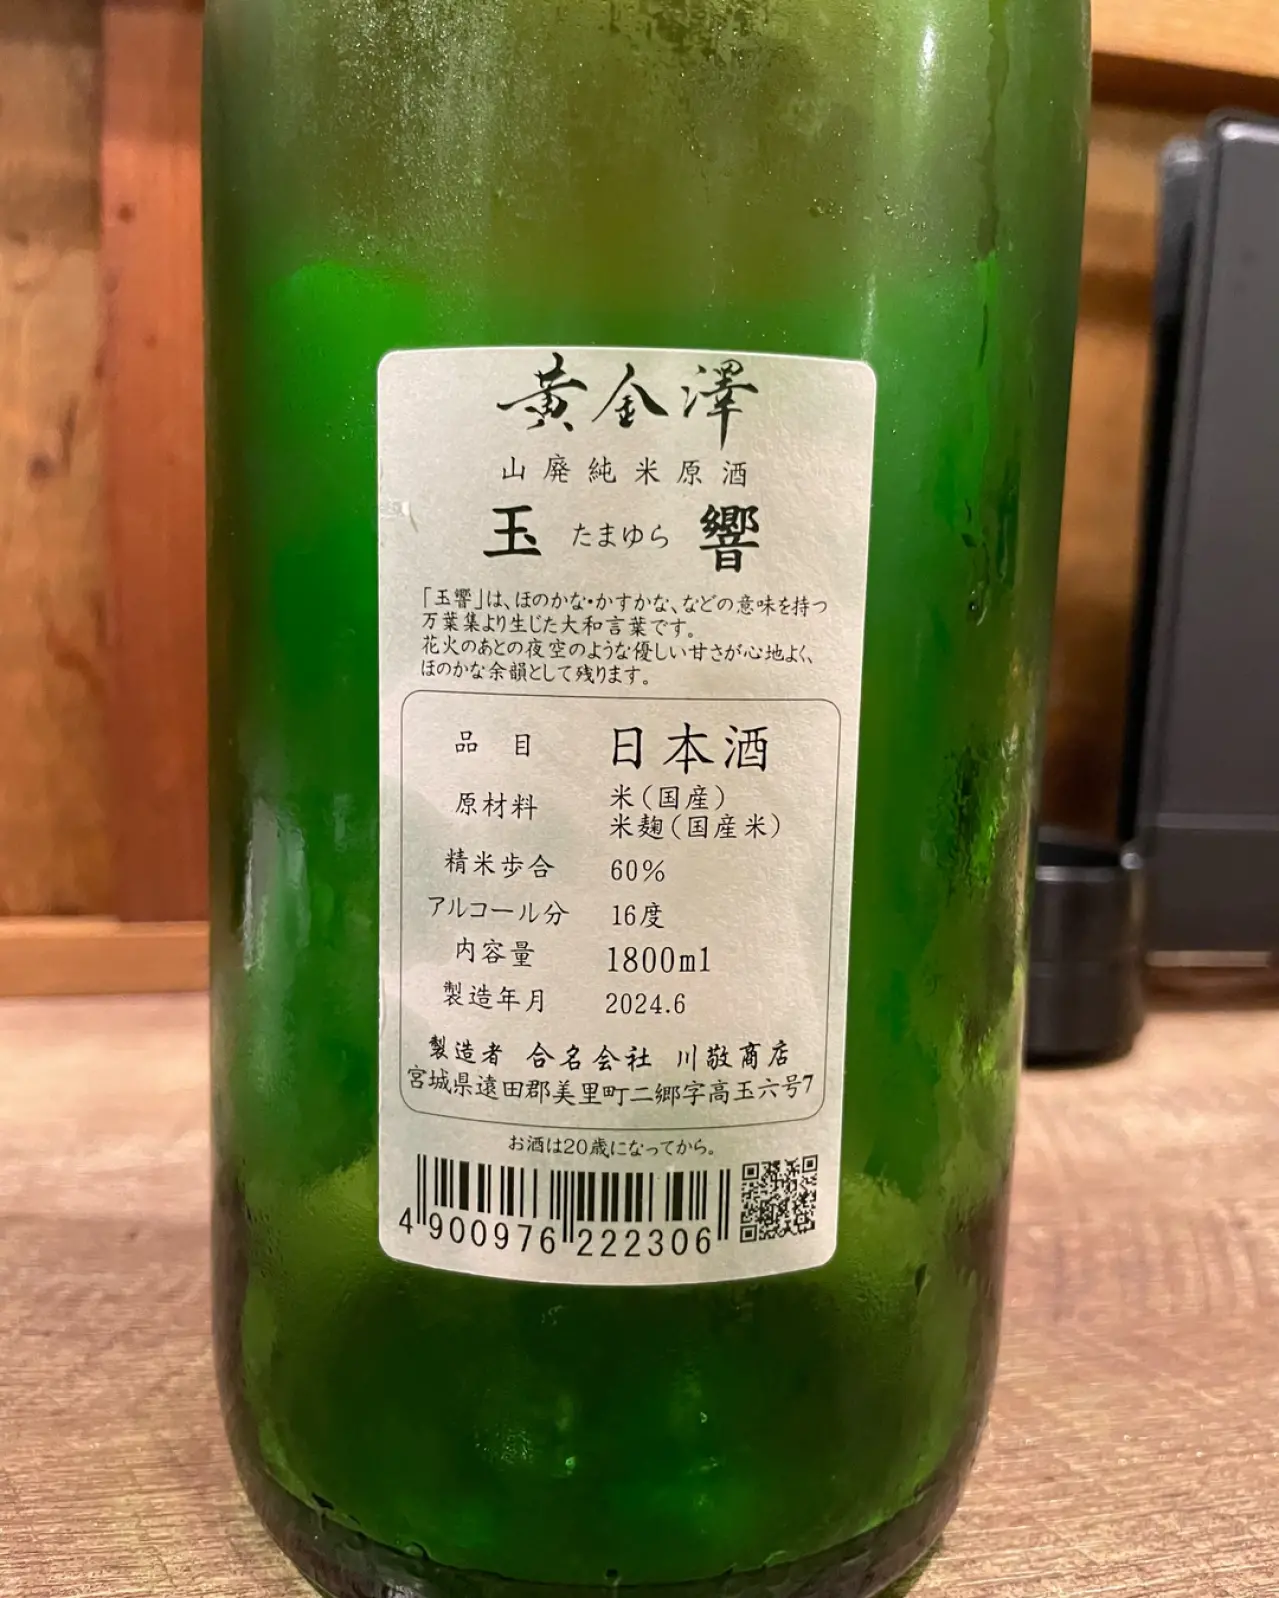 黄金澤
山廃純米原酒
玉 たまゆら 響
「玉響」は、ほのかな・かすかな、などの意味を持つ
万葉集より生じた大和言葉です。
花火のあとの夜空のような優しい甘さが心地よく、
ほのかな余韻として残ります。
品目 日本酒
原材料 米(国産)
米麹(国産米)
精米歩合 60%
アルコール分 16度
内容量 1800ml
製造年月 2024.6
製造者 合名会社 川敬商店
宮城県遠田郡美里町二郷字高玉六号7
お酒は20歳になってから。
4 900976 222306